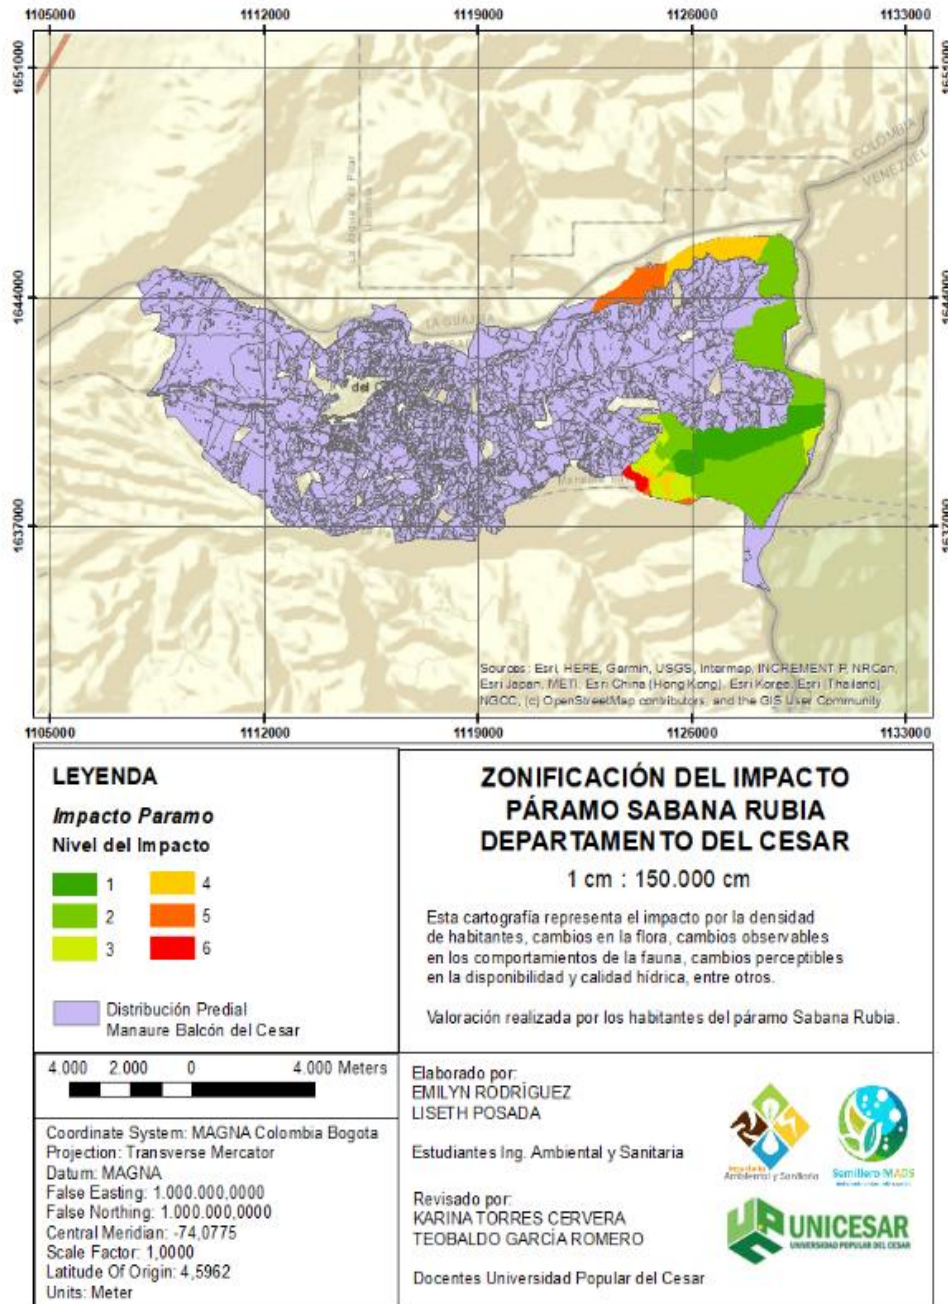 1105000 1112000 1119000 1126000 1133000
1651000 1651000
COLOMBIA
La Jagua del Pilar
1644000 1644000
LA GUAJIRA
del
1637000 1637000
Sources: Esri, HERE, Garmin, USGS, Intermap, INCREMENT P, NRCan,
Esri Japan, METI, Esri China (Hong Kong), Esri Korea, Esri (Thailand),
NGCC, (c) OpenStreetMap contributors, and the GIS User Community
1105000 1112000 1119000 1126000 1133000
LEYENDA
Impacto Paramo
Nivel del Impacto
1 4
2 5
3 6
Distribución Predial
Manaure Balcón del Cesar
ZONIFICACIÓN DEL IMPACTO
PÁRAMO SABANA RUBIA
DEPARTAMENTO DEL CESAR
1 cm : 150.000 cm
Esta cartografía representa el impacto por la densidad
de habitantes, cambios en la flora, cambios observables
en los comportamientos de la fauna, cambios perceptibles
en la disponibilidad y calidad hídrica, entre otros.
Valoración realizada por los habitantes del páramo Sabana Rubia.
4.000 2.000 0 4.000 Meters
Coordinate System: MAGNA Colombia Bogota
Projection: Transverse Mercator
Datum: MAGNA
False Easting: 1.000.000,0000
False Northing: 1.000.000,0000
Central Meridian: -74,0775
Scale Factor: 1,0000
Latitude Of Origin: 4,5962
Units: Meter
Elaborado por:
EMILYN RODRÍGUEZ
LISETH POSADA
Estudiantes Ing. Ambiental y Sanitaria
Revisado por:
KARINA TORRES CERVERA
TEOBALDO GARCÍA ROMERO
Docentes Universidad Popular del Cesar
Ambiental y Sanitaria
Semillero MADS
UNICESAR
UNIVERSIDAD POPULAR DEL CESAR